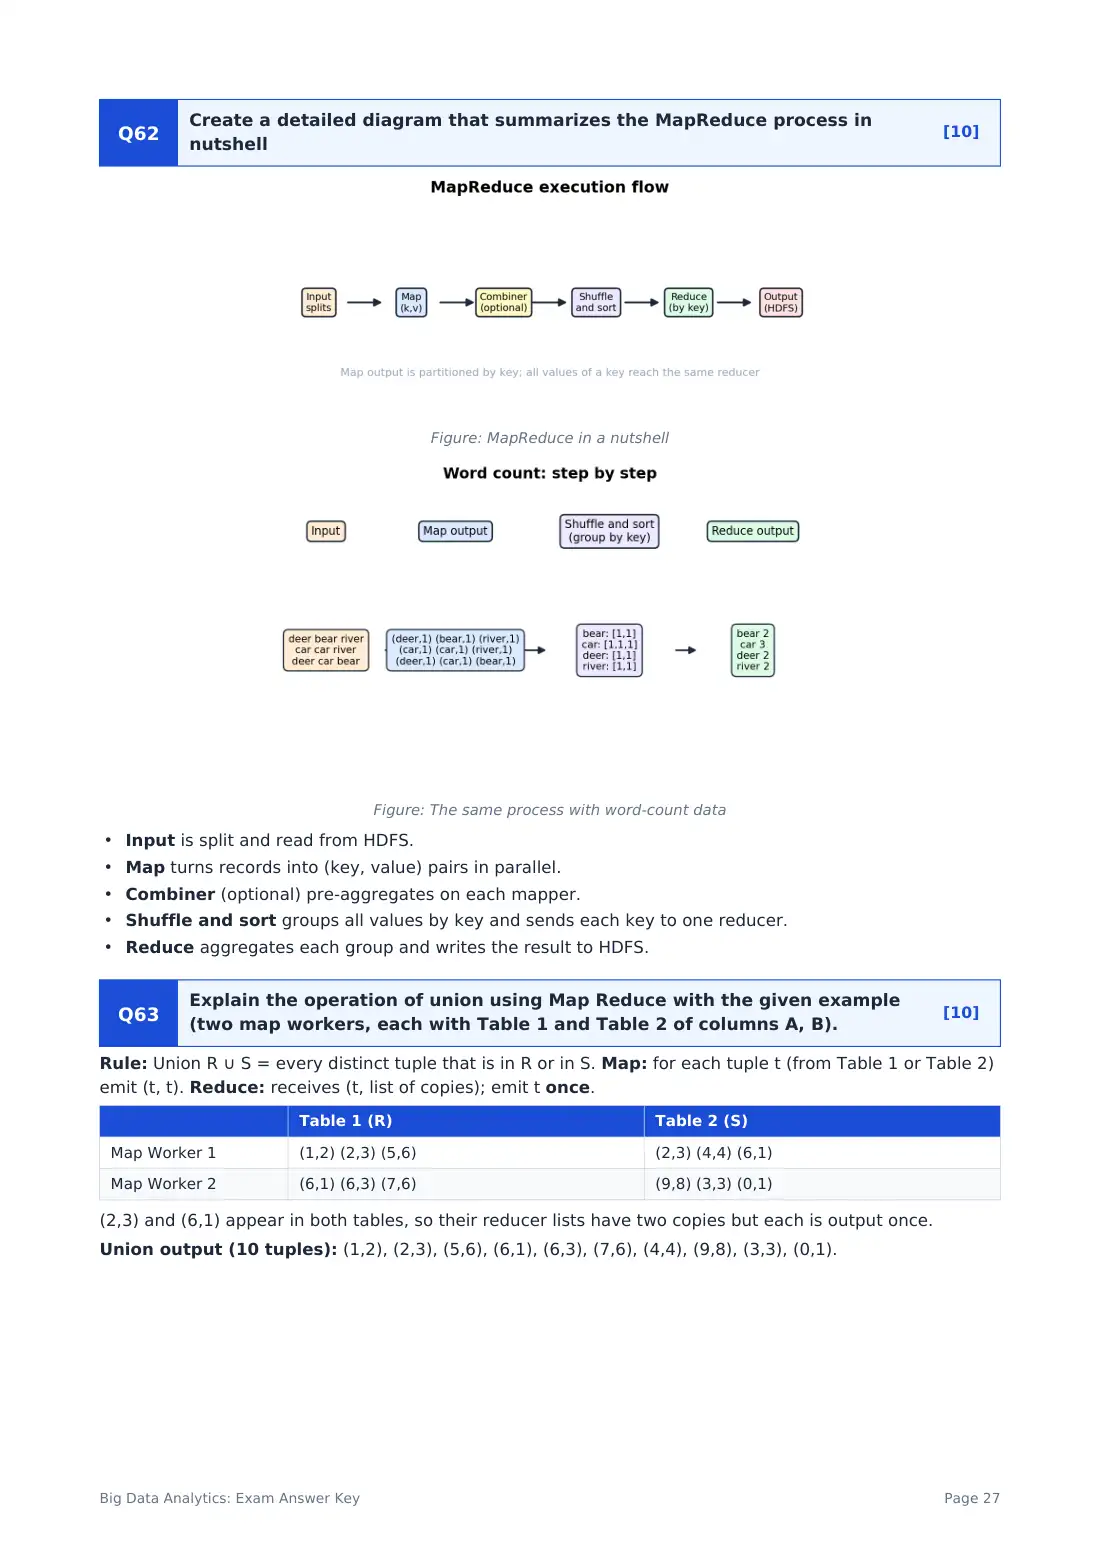 Q62
Create a detailed diagram that summarizes the MapReduce process in
nutshell
[10]
MapReduce execution flow
Input
splits
Map
(k,v)
Combiner
(optional)
Shuffle
and sort
Reduce
(by key)
Output
(HDFS)
Map output is partitioned by key; all values of a key reach the same reducer
Figure: MapReduce in a nutshell
Word count: step by step
Input
Map output
Shuffle and sort
(group by key)
Reduce output
deer bear river
car car river
deer car bear
(deer,1) (bear,1) (river,1)
(car,1) (car,1) (river,1)
(deer,1) (car,1) (bear,1)
bear: [1,1]
car: [1,1,1]
deer: [1,1]
river: [1,1]
bear 2
car 3
deer 2
river 2
Figure: The same process with word-count data
• Input is split and read from HDFS.
• Map turns records into (key, value) pairs in parallel.
• Combiner (optional) pre-aggregates on each mapper.
• Shuffle and sort groups all values by key and sends each key to one reducer.
• Reduce aggregates each group and writes the result to HDFS.
Q63
Explain the operation of union using Map Reduce with the given example
(two map workers, each with Table 1 and Table 2 of columns A, B).
[10]
Rule: Union R ∪ S = every distinct tuple that is in R or in S. Map: for each tuple t (from Table 1 or Table 2)
emit (t, t). Reduce: receives (t, list of copies); emit t once.
Table 1 (R) Table 2 (S)
Map Worker 1 (1,2) (2,3) (5,6) (2,3) (4,4) (6,1)
Map Worker 2 (6,1) (6,3) (7,6) (9,8) (3,3) (0,1)
(2,3) and (6,1) appear in both tables, so their reducer lists have two copies but each is output once.
Union output (10 tuples): (1,2), (2,3), (5,6), (6,1), (6,3), (7,6), (4,4), (9,8), (3,3), (0,1).
Big Data Analytics: Exam Answer Key
Page 27